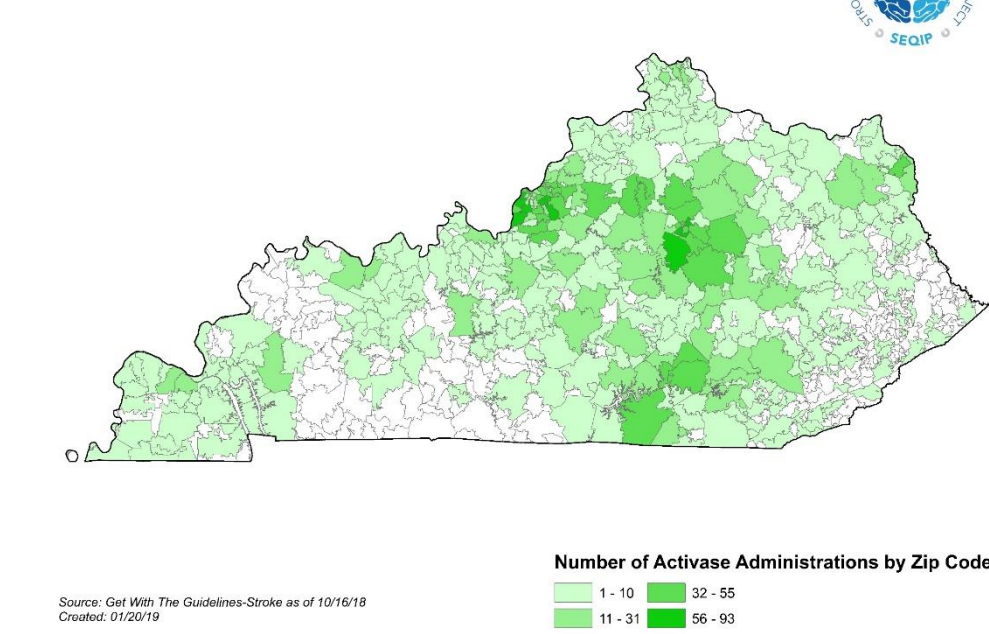 SEQIP
Number of Activase Administrations by Zip Code
1 - 10
32 - 55
11 - 31
56 - 93
Source: Get With The Guidelines-Stroke as of 10/16/18
Created: 01/20/19